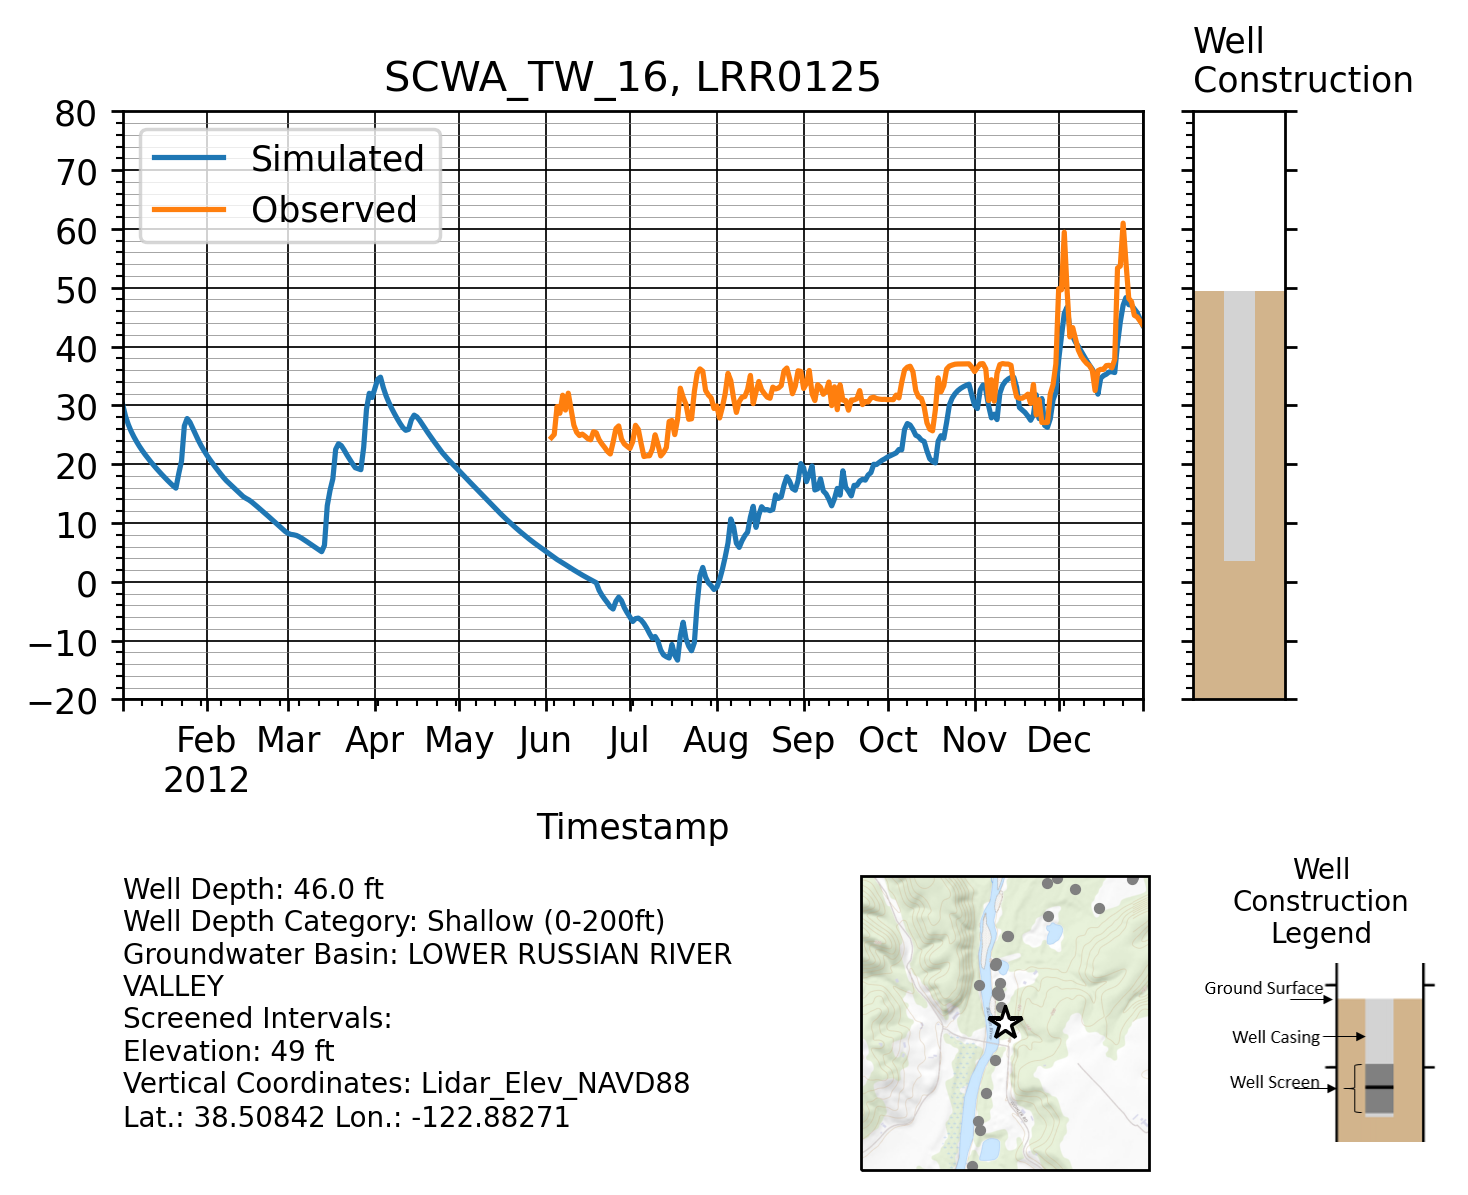 Well
Construction
SCWA_TW_16, LRR0125
Simulated
Observed
80
70
60
50
40
30
20
10
0
−10
−20
Feb Mar Apr May Jun Jul Aug Sep Oct Nov Dec
2012
Timestamp
Well Depth: 46.0 ft
Well Depth Category: Shallow (0-200ft)
Groundwater Basin: LOWER RUSSIAN RIVER
VALLEY
Screened Intervals:
Elevation: 49 ft
Vertical Coordinates: Lidar_Elev_NAVD88
Lat.: 38.50842 Lon.: -122.88271
Well
Construction
Legend
Ground Surface
Well Casing
Well Screen